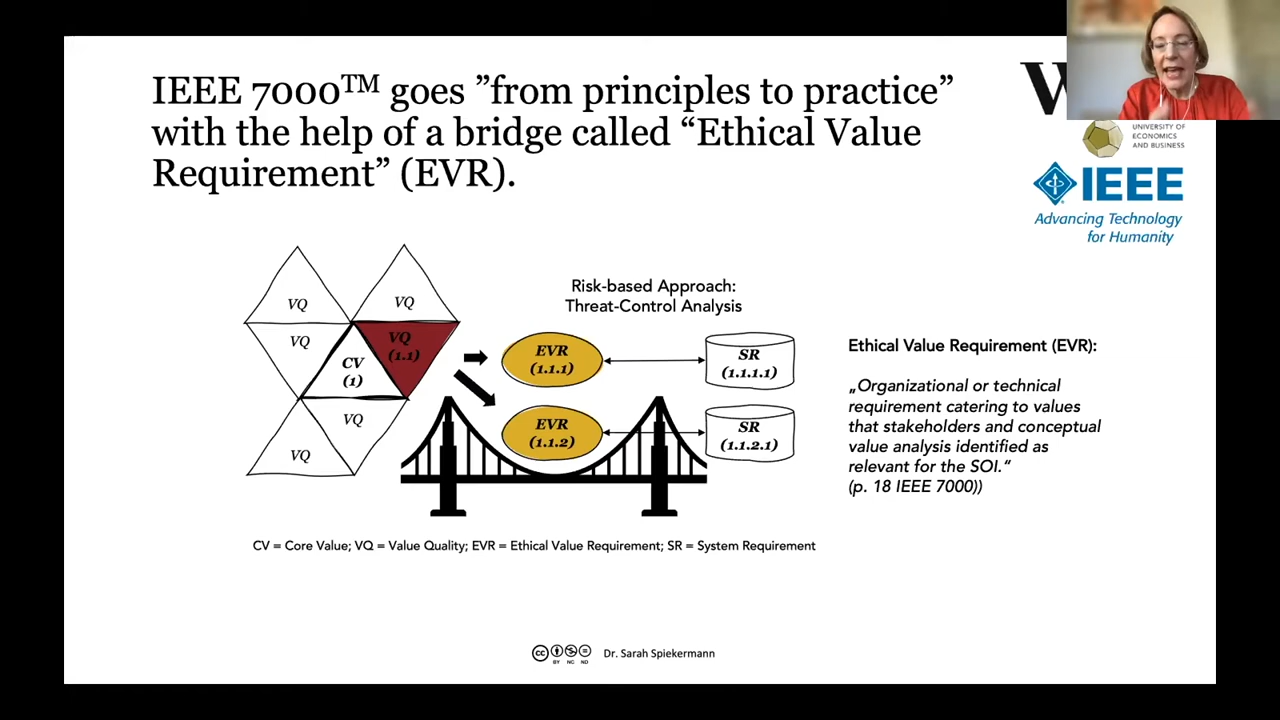 IEEE 7000TM goes ”from principles to practice”
with the help of a bridge called “Ethical Value
Requirement” (EVR).
W
UNIVERSITY OF
ECONOMICS
AND BUSINESS
IEEE
Advancing Technology
for Humanity
Risk-based Approach:
Threat-Control Analysis
VQ
VQ
VQ
VQ
(1.1)
CV
(1)
VQ
VQ
EVR
(1.1.1)
SR
(1.1.1.1)
EVR
(1.1.2)
SR
(1.1.2.1)
Ethical Value Requirement (EVR):
„Organizational or technical
requirement catering to values
that stakeholders and conceptual
value analysis identified as
relevant for the SOI.“
(p. 18 IEEE 7000))
CV = Core Value; VQ = Value Quality; EVR = Ethical Value Requirement; SR = System Requirement
cc
BY NC ND
Dr. Sarah Spiekermann